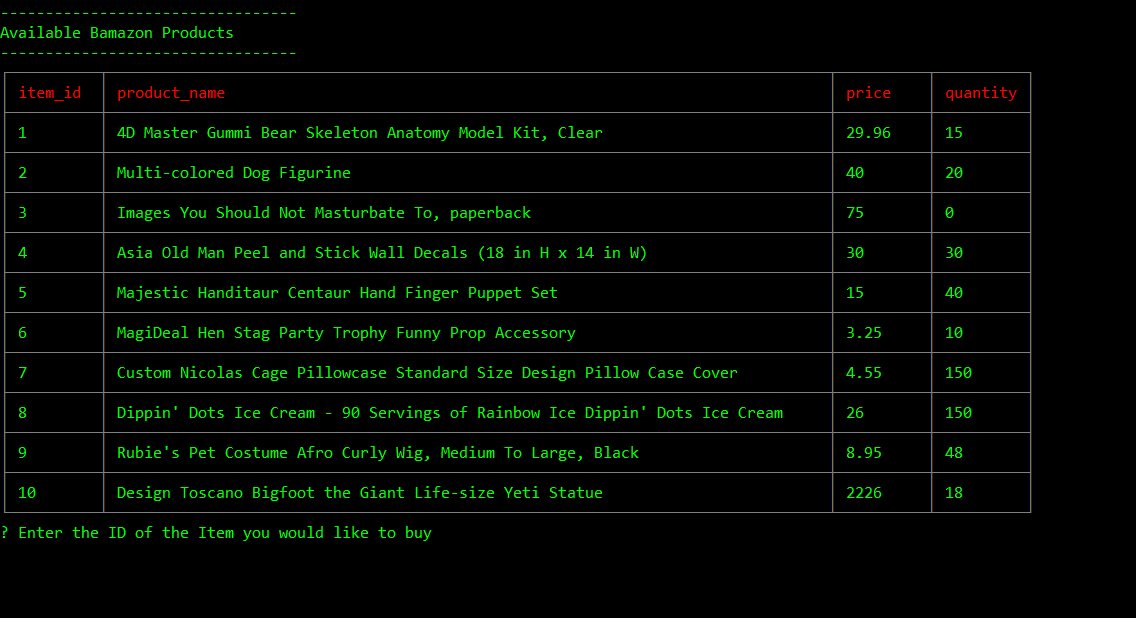 ---------------------------------
Available Bamazon Products
---------------------------------
item_id product_name price quantity
1 4D Master Gummi Bear Skeleton Anatomy Model Kit, Clear 29.96 15
2 Multi-colored Dog Figurine 40 20
3 Images You Should Not Masturbate To, paperback 75 0
4 Asia Old Man Peel and Stick Wall Decals (18 in H x 14 in W) 30 30
5 Majestic Handitaur Centaur Hand Finger Puppet Set 15 40
6 MagiDeal Hen Stag Party Trophy Funny Prop Accessory 3.25 10
7 Custom Nicolas Cage Pillowcase Standard Size Design Pillow Case Cover 4.55 150
8 Dippin' Dots Ice Cream - 90 Servings of Rainbow Ice Dippin' Dots Ice Cream 26 150
9 Rubie's Pet Costume Afro Curly Wig, Medium To Large, Black 8.95 48
10 Design Toscano Bigfoot the Giant Life-size Yeti Statue 2226 18
? Enter the ID of the Item you would like to buy